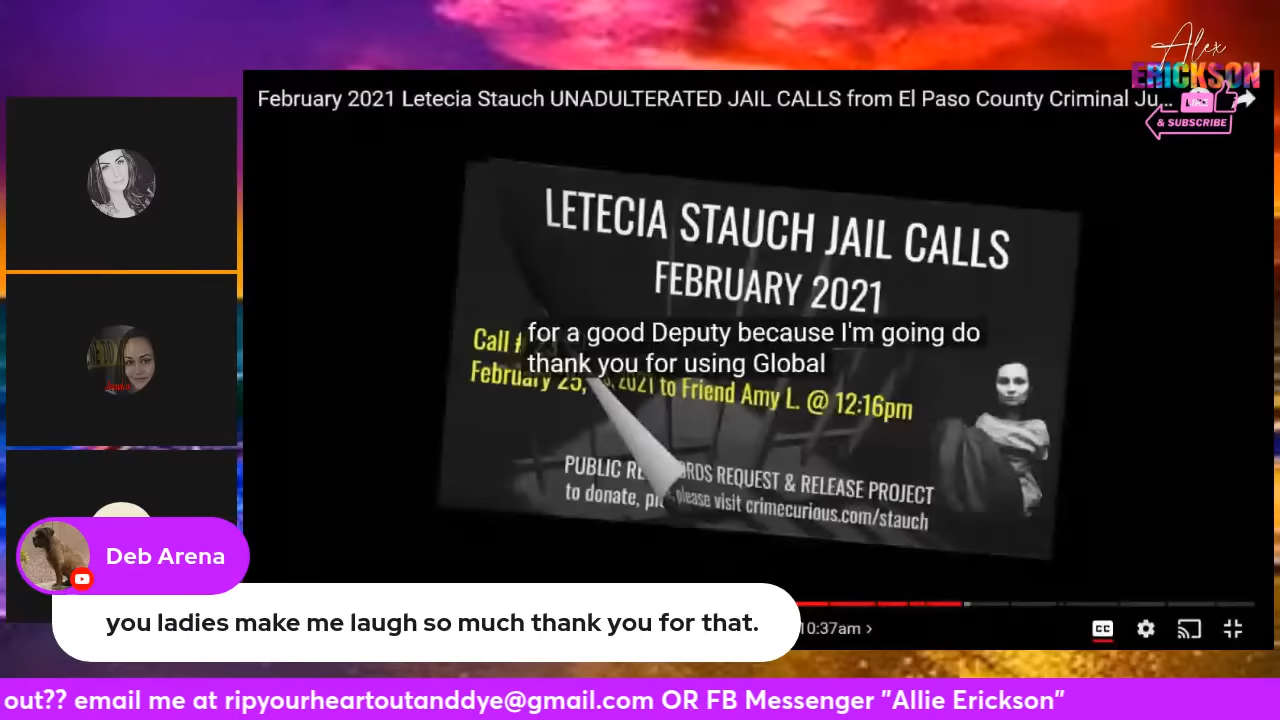 Alex
ERICKSON
LIKE
& SUBSCRIBE
February 2021 Letecia Stauch UNADULTERATED JAIL CALLS from El Paso County Criminal Ju...
LETECIA STAUCH JAIL CALLS
FEBRUARY 2021
for a good Deputy because I'm going do
thank you for using Global
Call #
February 25, 2021 to Friend Amy L. @ 12:16pm
PUBLIC RECORDS REQUEST & RELEASE PROJECT
to donate, please visit crimecurious.com/stauch
Deb Arena
you ladies make me laugh so much thank you for that.
10:37am >
CC
out?? email me at ripyourheartoutanddye@gmail.com OR FB Messenger "Allie Erickson"